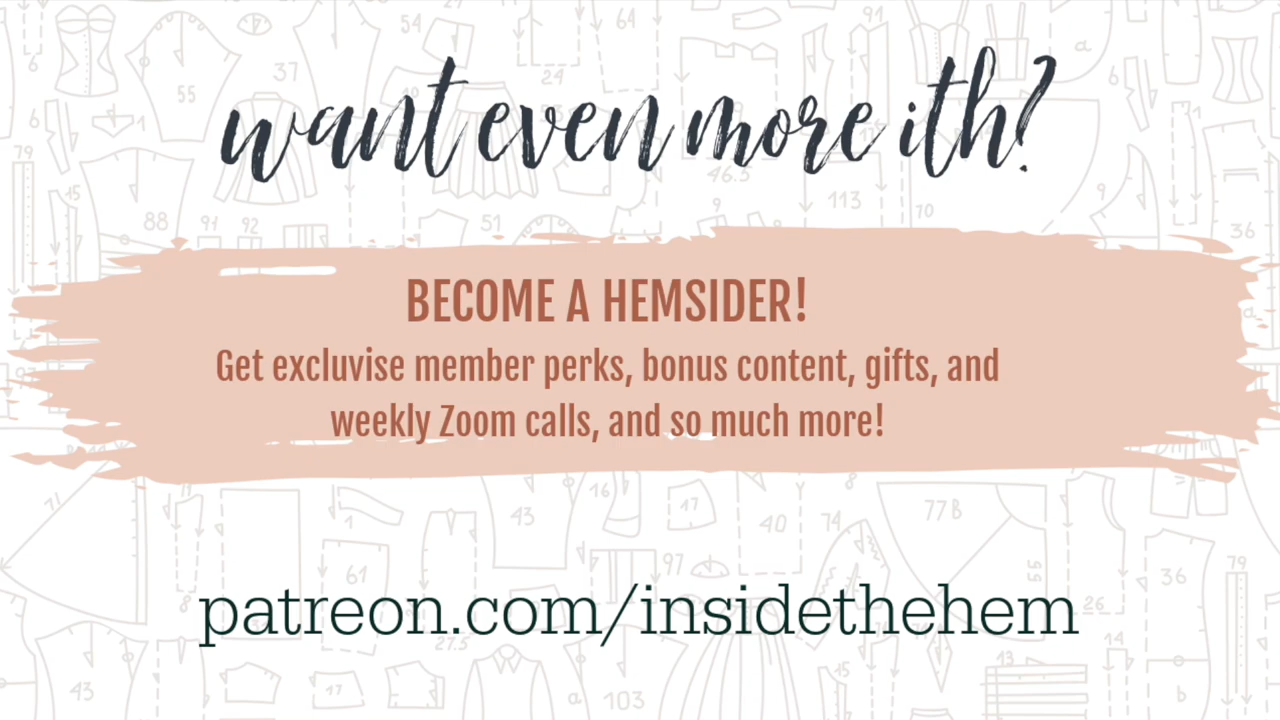 want even more ith?
BECOME A HEMSIDER!
Get excluvise member perks, bonus content, gifts, and
weekly Zoom calls, and so much more!
patreon.com/insidethehem